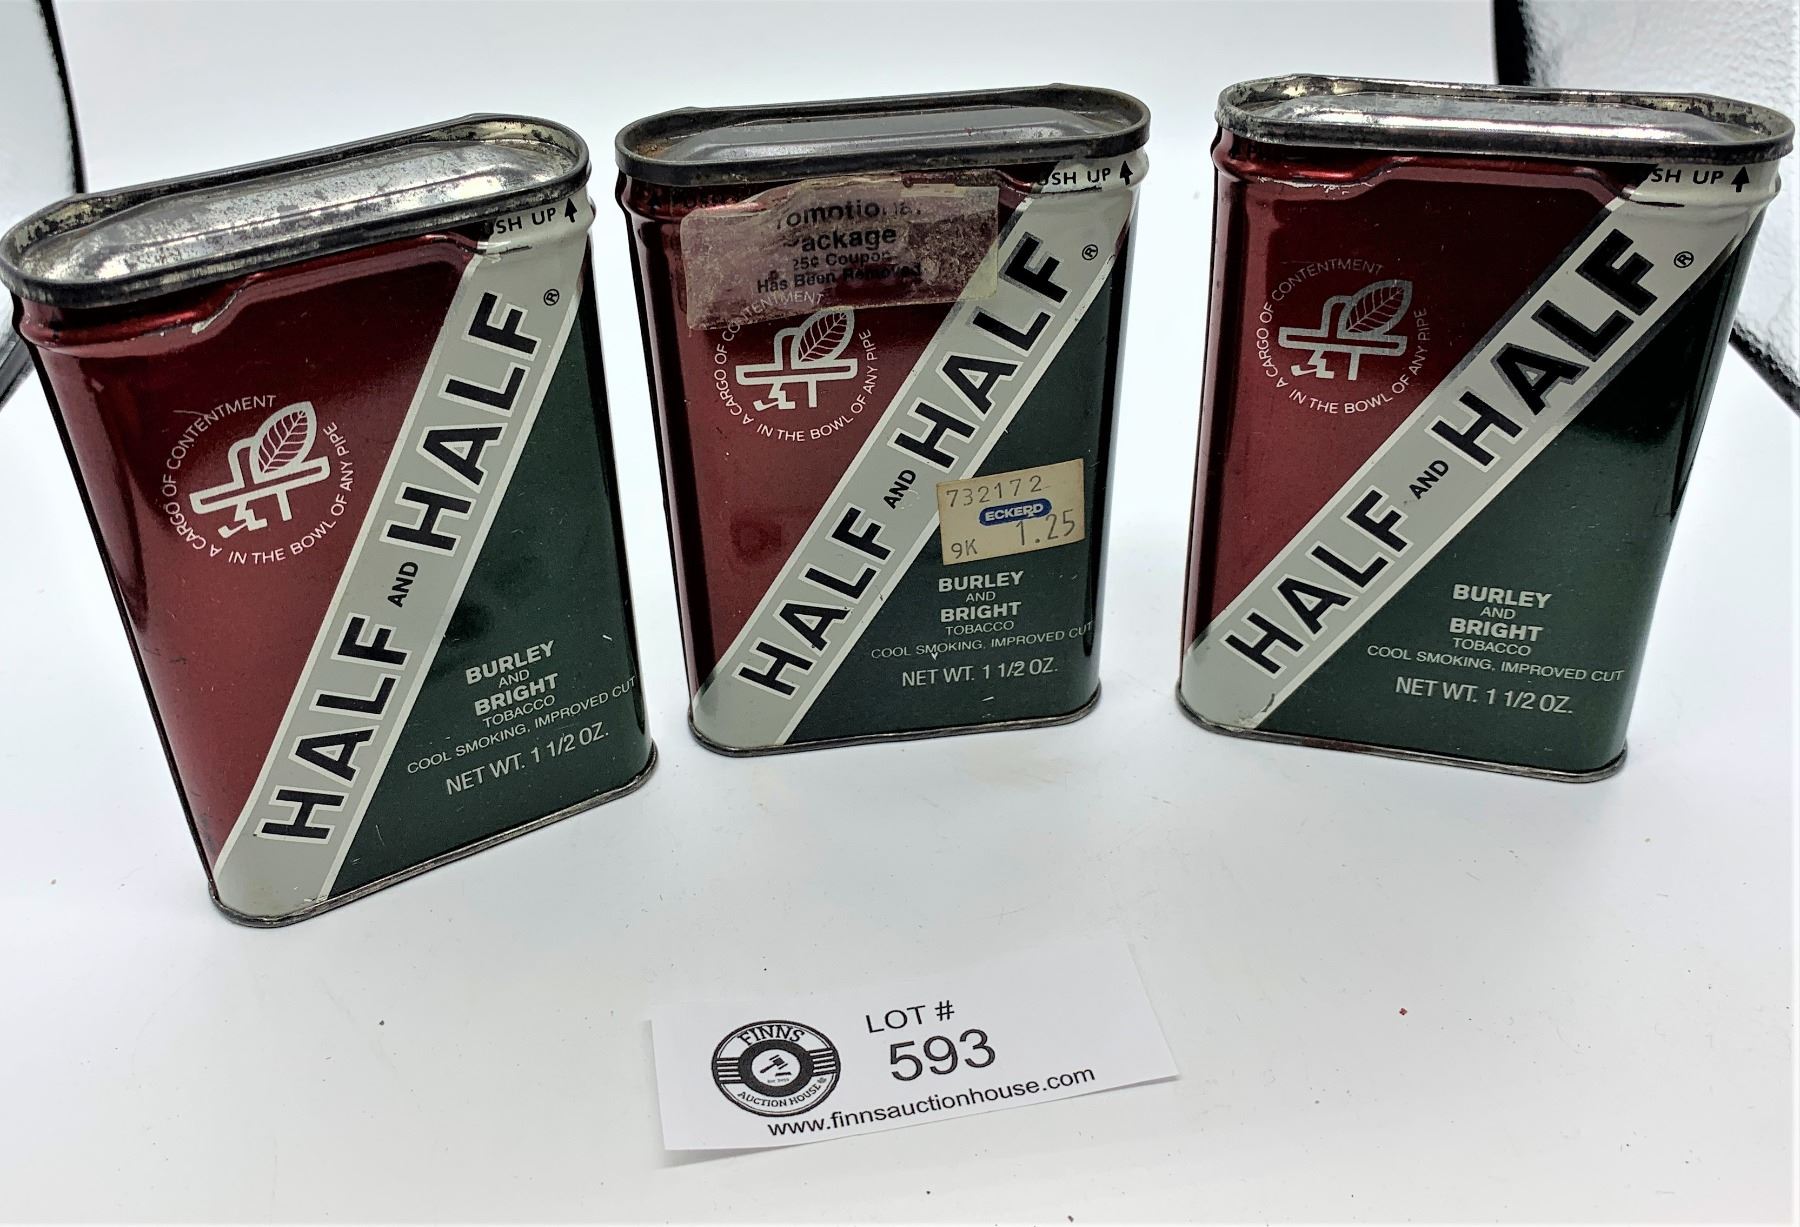 UP
A CARGO OF CONTENTMENT
IN THE BOWL OF ANY PIPE
HALF AND HALF ®
BURLEY
AND
BRIGHT
TOBACCO
COOL SMOKING, IMPROVED CUT
NET WT. 1 1/2 OZ.
UP
25¢ Coupon
Has Been Removed
A CARGO OF CONTENTMENT
IN THE BOWL OF ANY PIPE
HALF AND HALF ®
732172
ECKERD
9K 1.25
BURLEY
AND
BRIGHT
TOBACCO
COOL SMOKING, IMPROVED CUT
NET WT. 1 1/2 OZ.
UP
A CARGO OF CONTENTMENT
IN THE BOWL OF ANY PIPE
HALF AND HALF ®
BURLEY
AND
BRIGHT
TOBACCO
COOL SMOKING, IMPROVED CUT
NET WT. 1 1/2 OZ.
FINNS
AUCTION HOUSE
LOT #
593
www.finnsauctionhouse.com